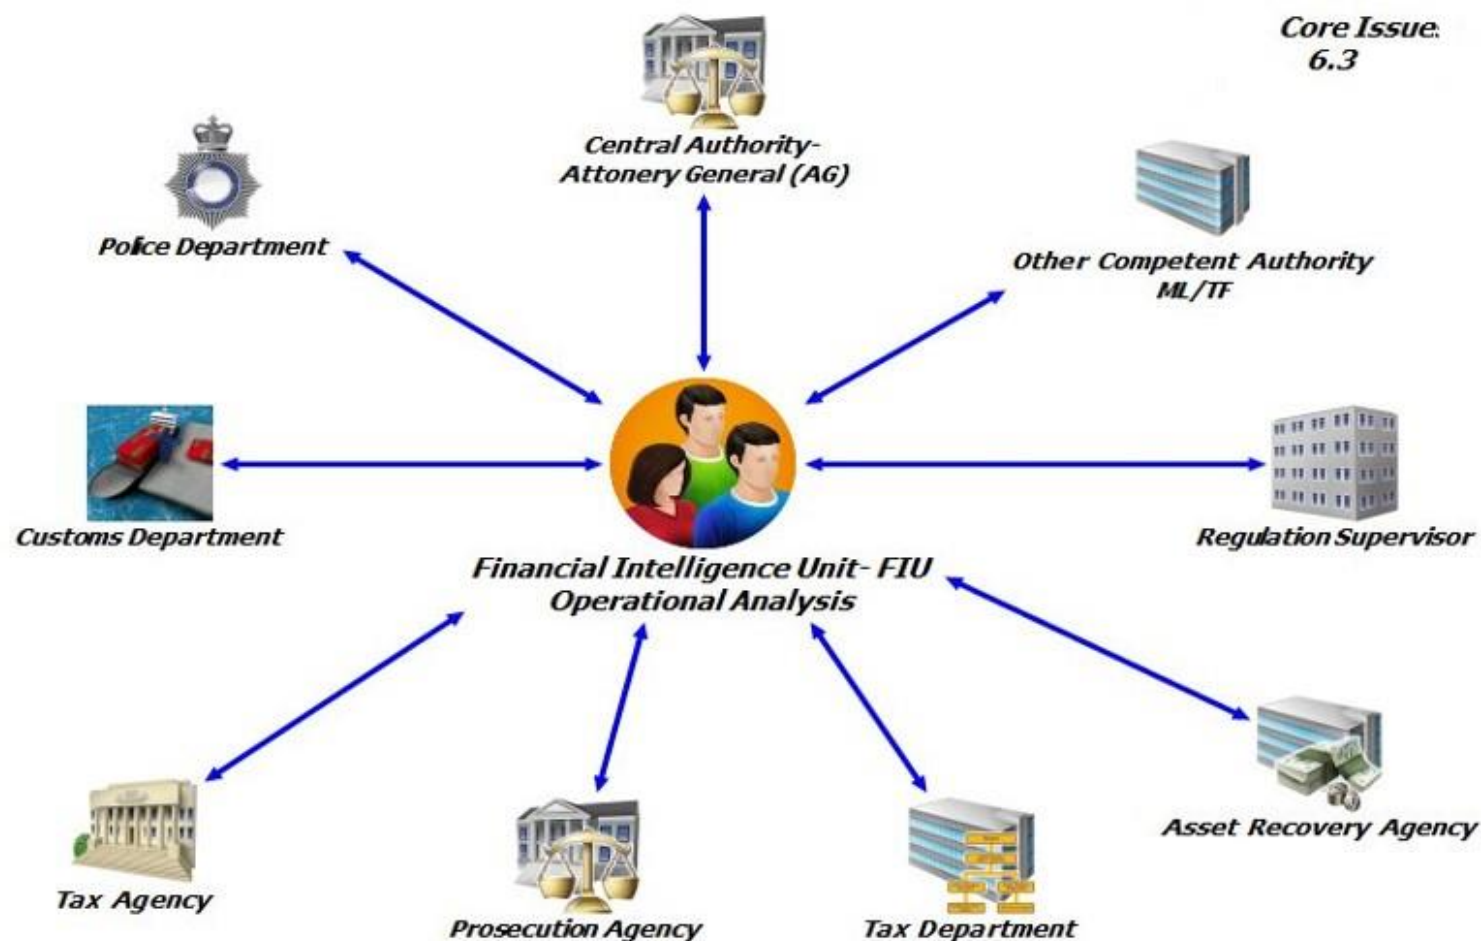 Core Issue:
6.3
Central Authority-
Attonery General (AG)
Police Department
Other Competent Authority
ML/TF
Customs Department
Regulation Supervisor
Financial Intelligence Unit- FIU
Operational Analysis
Asset Recovery Agency
Tax Agency
Prosecution Agency
Tax Department